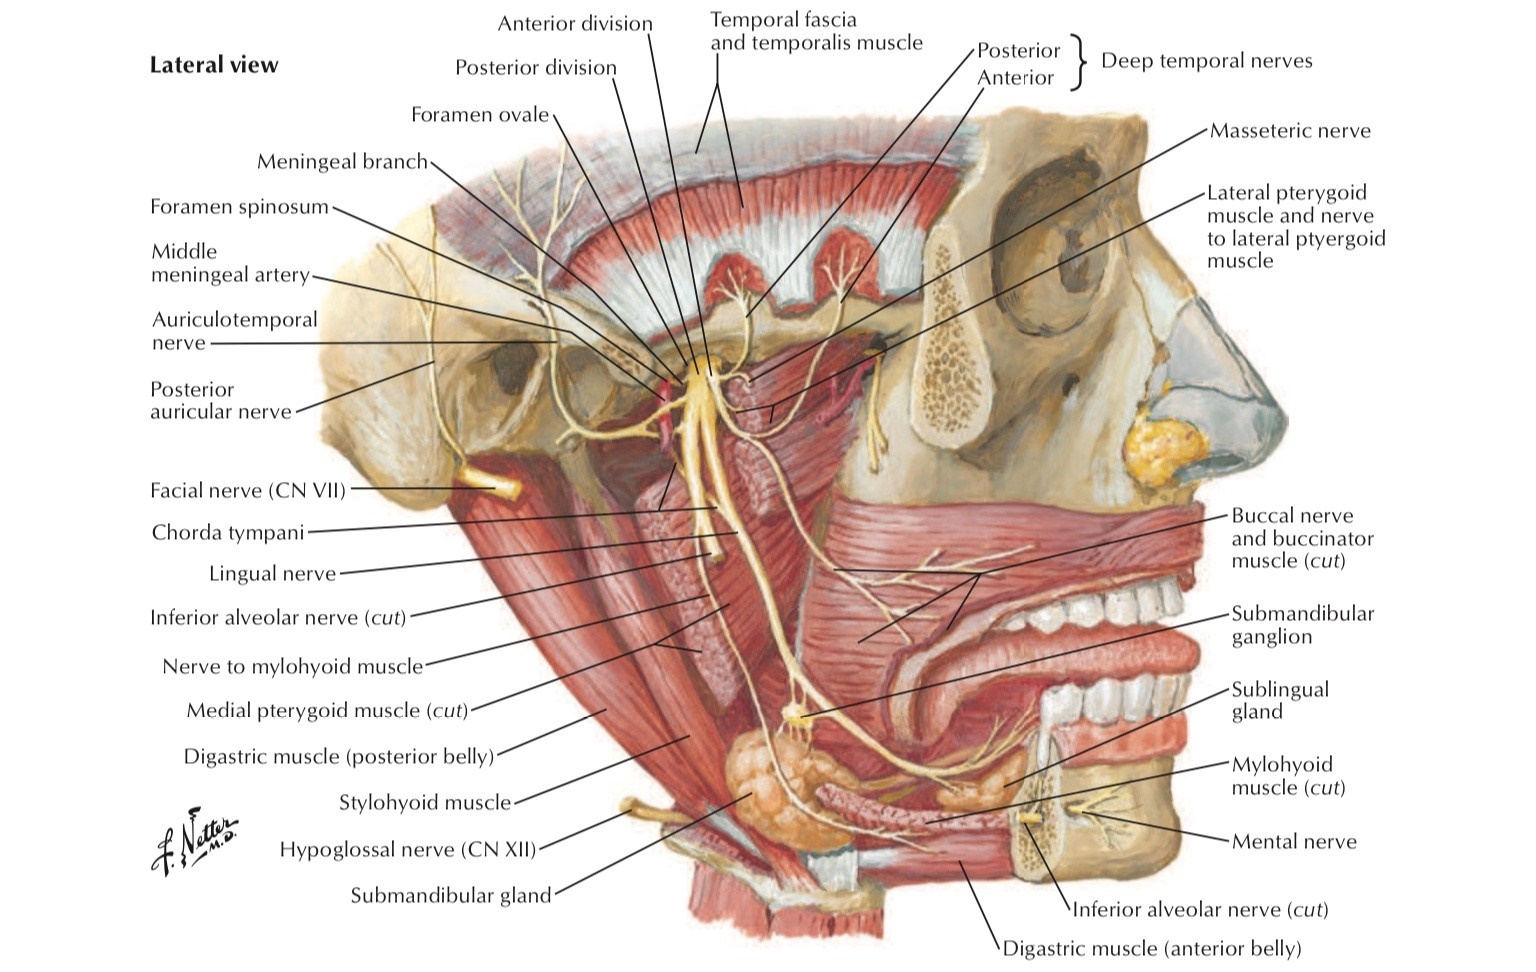 Anterior division
Temporal fascia
and temporalis muscle
Posterior
Anterior
Deep temporal nerves
Lateral view
Posterior division
Foramen ovale
Masseteric nerve
Meningeal branch
Lateral pterygoid
muscle and nerve
to lateral ptyergoid
muscle
Foramen spinosum
Middle
meningeal artery
Auriculotemporal
nerve
Posterior
auricular nerve
Facial nerve (CN VII)
Chorda tympani
Lingual nerve
Inferior alveolar nerve (cut)
Nerve to mylohyoid muscle
Medial pterygoid muscle (cut)
Digastric muscle (posterior belly)
Stylohyoid muscle
Hypoglossal nerve (CN XII)
Submandibular gland
Buccal nerve
and buccinator
muscle (cut)
Submandibular
ganglion
Sublingual
gland
Mylohyoid
muscle (cut)
Mental nerve
Inferior alveolar nerve (cut)
Digastric muscle (anterior belly)
f. Netter
M.D.